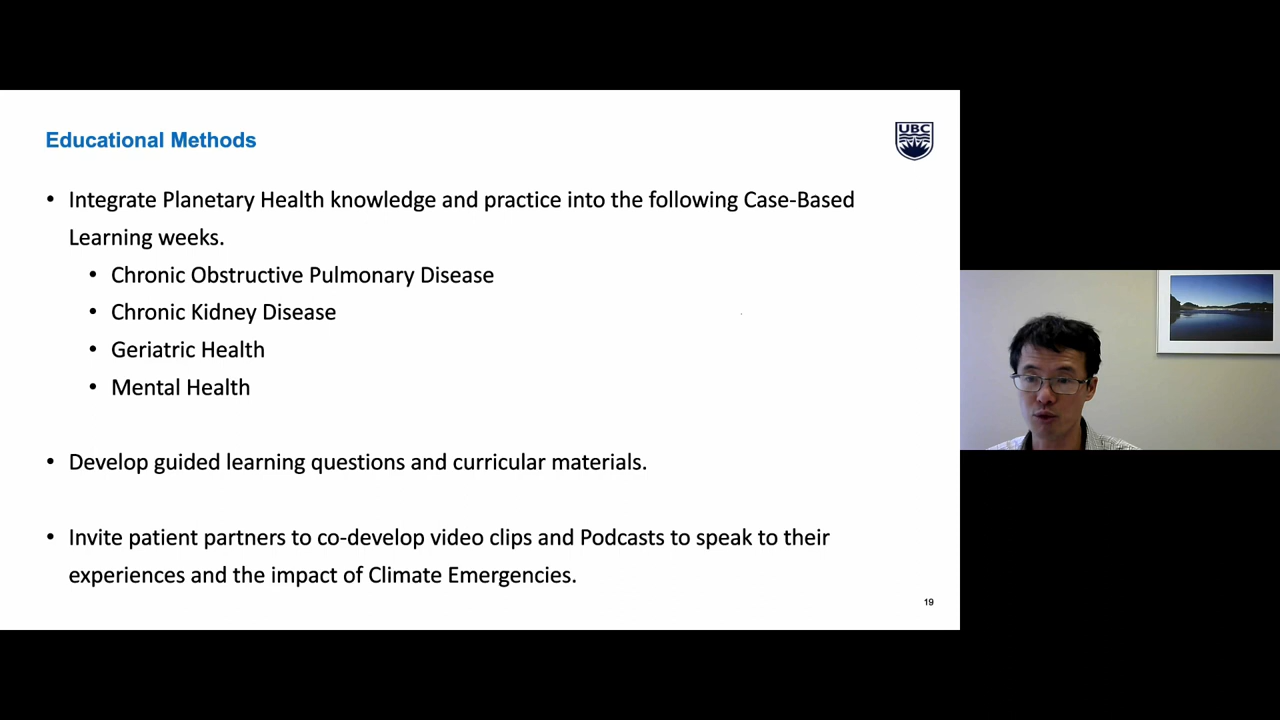 Educational Methods
UBC
• Integrate Planetary Health knowledge and practice into the following Case-Based
Learning weeks.
• Chronic Obstructive Pulmonary Disease
• Chronic Kidney Disease
• Geriatric Health
• Mental Health
• Develop guided learning questions and curricular materials.
• Invite patient partners to co-develop video clips and Podcasts to speak to their
experiences and the impact of Climate Emergencies.
19